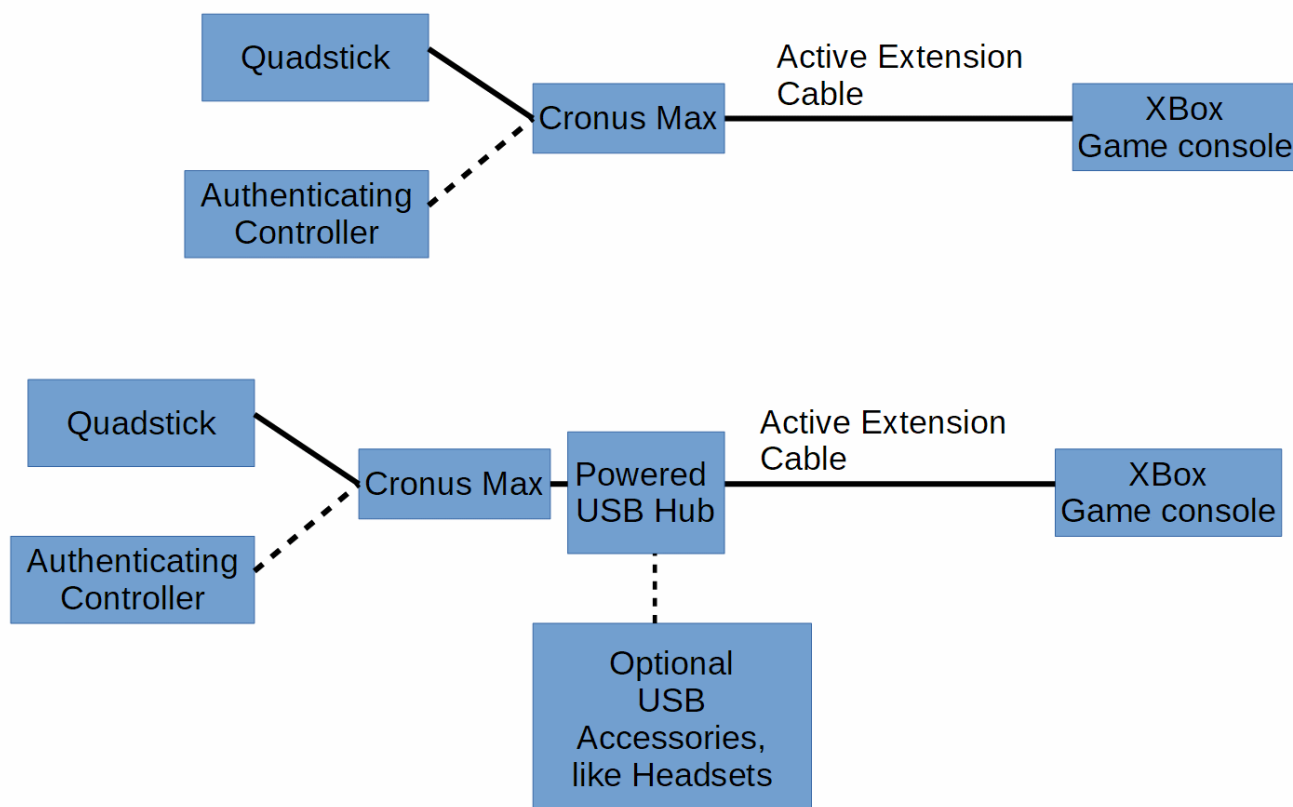 Quadstick
Active Extension
Cable
Cronus Max
XBox
Game console
Authenticating
Controller
Quadstick
Active Extension
Cable
Cronus Max
Powered
USB Hub
XBox
Game console
Authenticating
Controller
Optional
USB
Accessories,
like Headsets